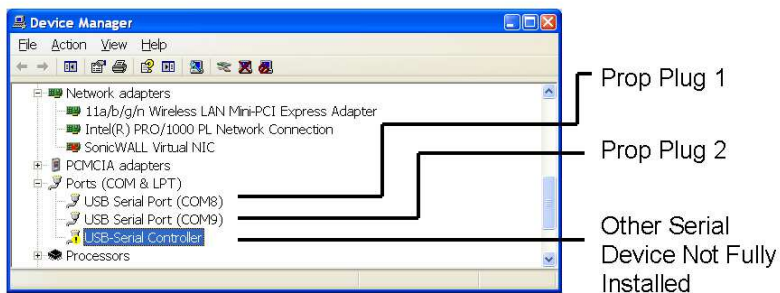 Device Manager
File Action View Help
Network adapters
11a/b/g/n Wireless LAN Mini-PCI Express Adapter
Intel(R) PRO/1000 PL Network Connection
SonicWALL Virtual NIC
PCMCIA adapters
Ports (COM & LPT)
USB Serial Port (COM8)
USB Serial Port (COM9)
USB-Serial Controller
Processors
Prop Plug 1
Prop Plug 2
Other Serial
Device Not Fully
Installed